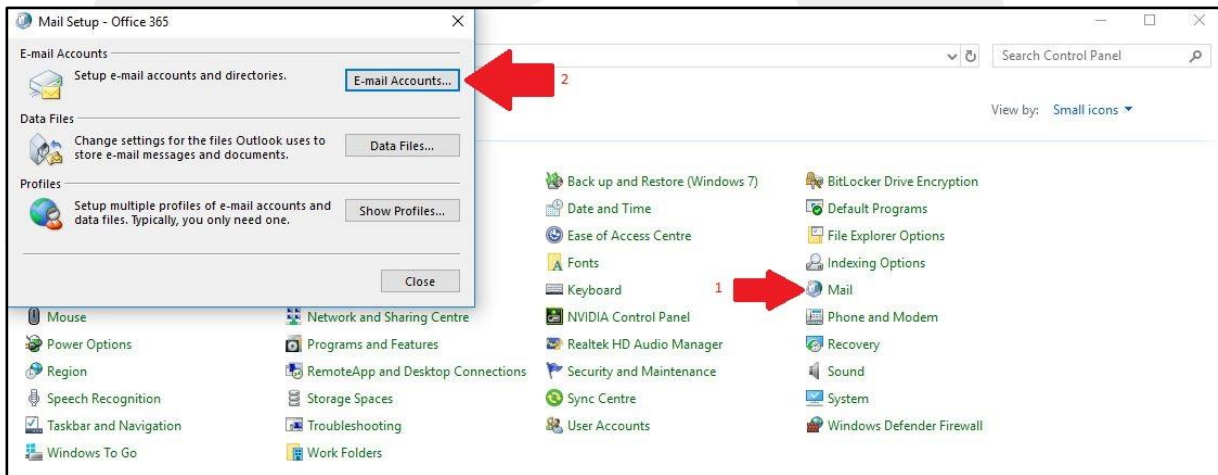 Mail Setup - Office 365
E-mail Accounts
Setup e-mail accounts and directories.
E-mail Accounts...
2
Data Files
Change settings for the files Outlook uses to
store e-mail messages and documents.
Data Files...
Profiles
Setup multiple profiles of e-mail accounts and
data files. Typically, you only need one.
Show Profiles...
Close
Search Control Panel
View by: Small icons
Back up and Restore (Windows 7)
BitLocker Drive Encryption
Date and Time
Default Programs
Ease of Access Centre
File Explorer Options
Fonts
Indexing Options
Keyboard
1
Mail
Mouse
Network and Sharing Centre
NVIDIA Control Panel
Phone and Modem
Power Options
Programs and Features
Realtek HD Audio Manager
Recovery
Region
RemoteApp and Desktop Connections
Security and Maintenance
Sound
Speech Recognition
Storage Spaces
Sync Centre
System
Taskbar and Navigation
Troubleshooting
User Accounts
Windows Defender Firewall
Windows To Go
Work Folders